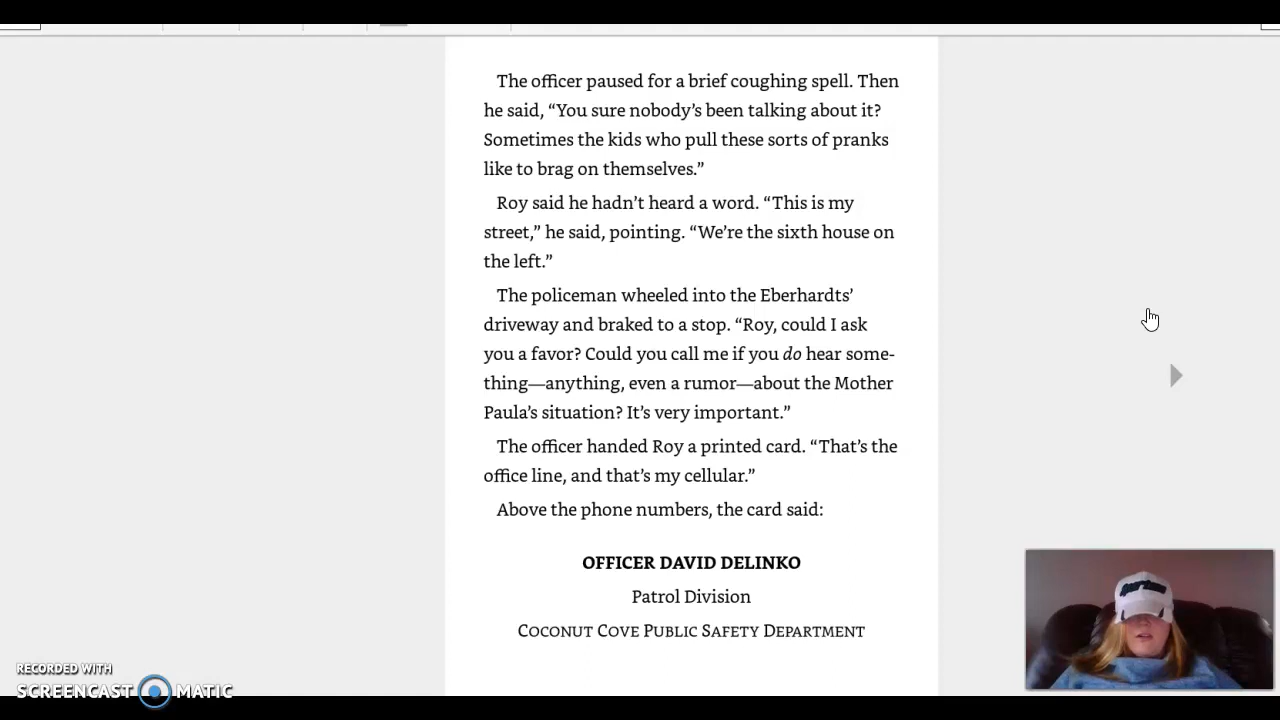 The officer paused for a brief coughing spell. Then
he said, “You sure nobody’s been talking about it?
Sometimes the kids who pull these sorts of pranks
like to brag on themselves.”
Roy said he hadn’t heard a word. “This is my
street,” he said, pointing. “We’re the sixth house on
the left.”
The policeman wheeled into the Eberhardts’
driveway and braked to a stop. “Roy, could I ask
you a favor? Could you call me if you do hear some-
thing—anything, even a rumor—about the Mother
Paula’s situation? It’s very important.”
The officer handed Roy a printed card. “That’s the
office line, and that’s my cellular.”
Above the phone numbers, the card said:
OFFICER DAVID DELINKO
Patrol Division
COCONUT COVE PUBLIC SAFETY DEPARTMENT
RECORDED WITH
SCREENCAST MATIC